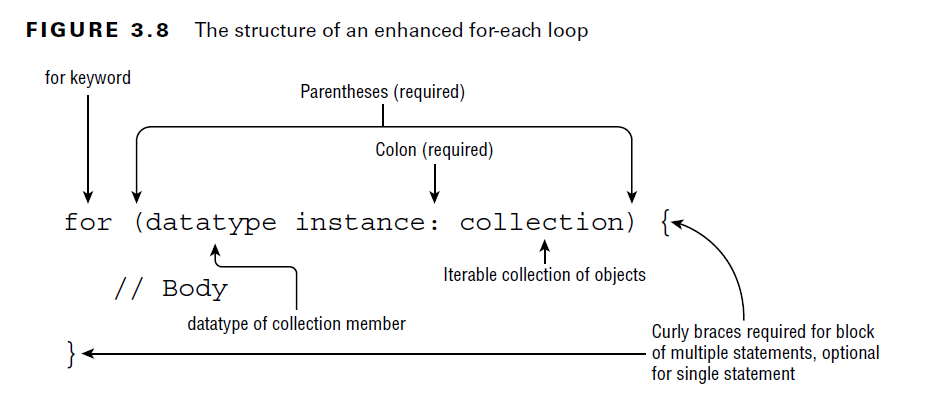 FIGURE 3.8 The structure of an enhanced for-each loop
for keyword
Parentheses (required)
Colon (required)
for (datatype instance: collection) {
Iterable collection of objects
// Body
datatype of collection member
Curly braces required for block
of multiple statements, optional
for single statement
}